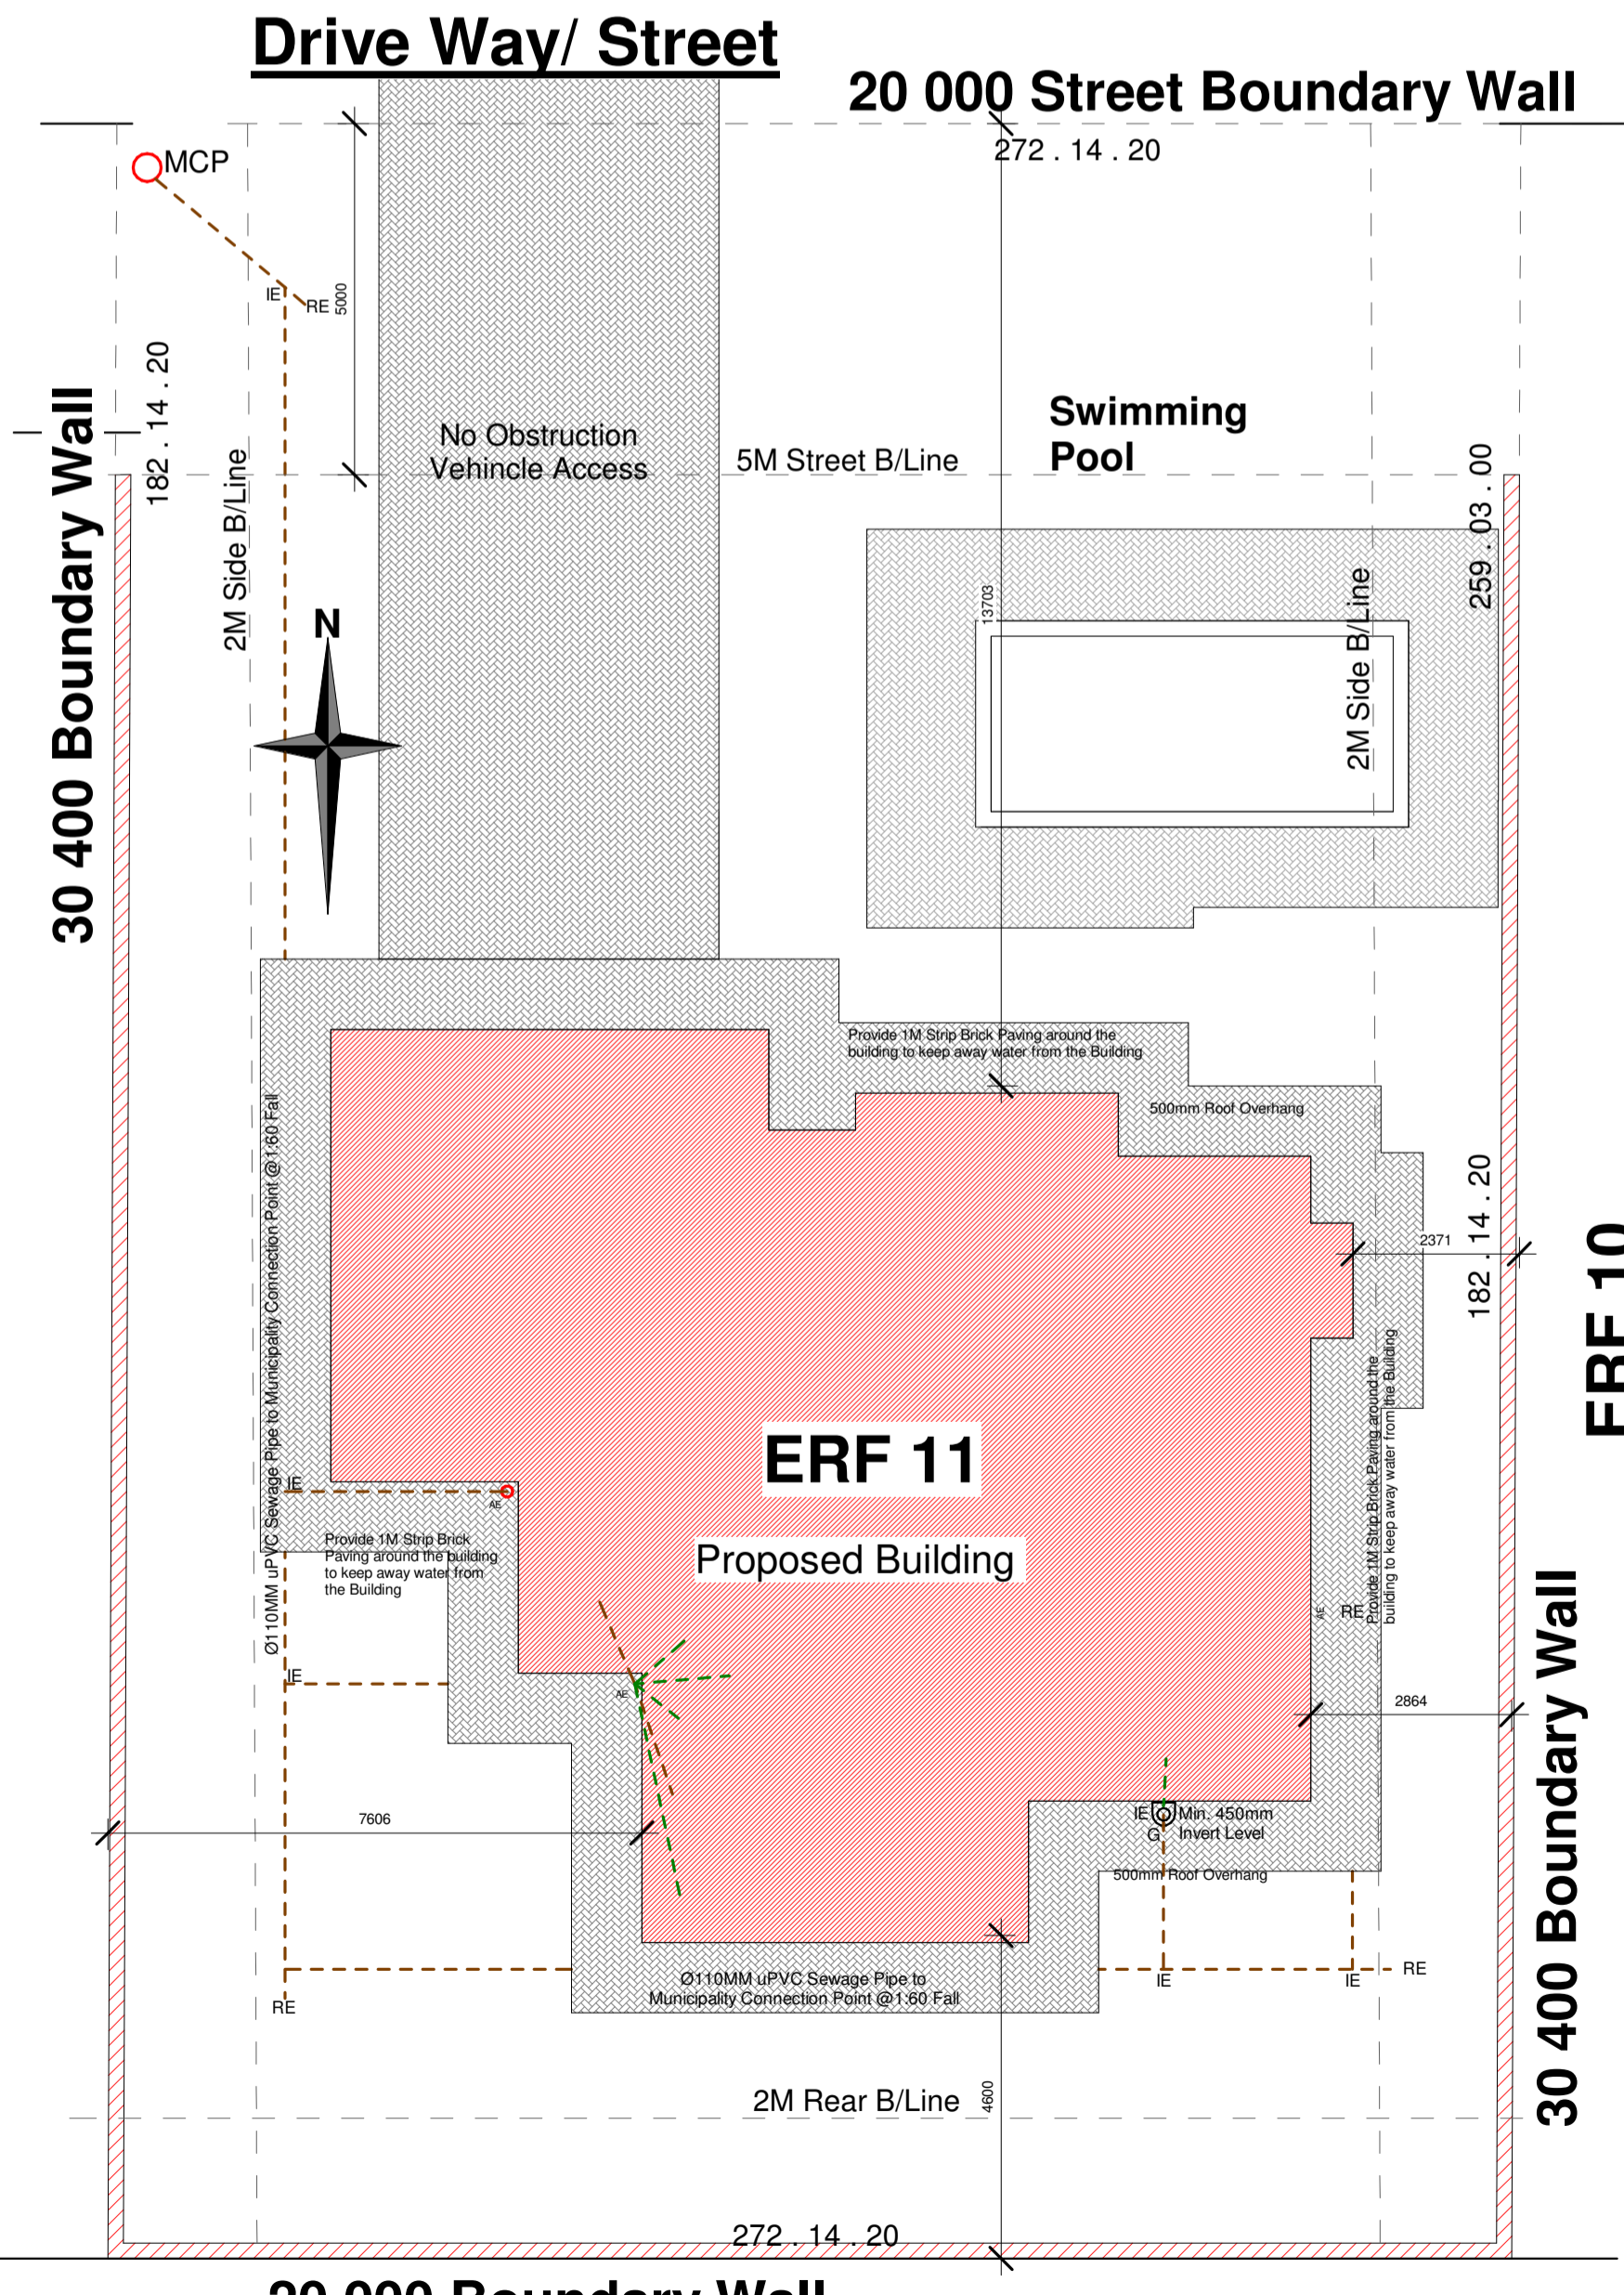 Drive Way/ Street
20 000 Street Boundary Wall
272 . 14 . 20
MCP
IE
RE
5000
182 . 14 . 20
30 400 Boundary Wall
2M Side B/Line
No Obstruction
Vehincle Access
5M Street B/Line
Swimming
Pool
259 . 03 . 00
13703
2M Side B/Line
N
Provide 1M Strip Brick Paving around the
building to keep away water from the Building
500mm Roof Overhang
Ø110MM uPVC Sewage Pipe to Municipality Connection Point @1:60 Fall
2371
182 . 14 . 20
ERF 10
Provide 1M Strip Brick Paving around the
building to keep away water from the Building
ERF 11
Proposed Building
IE
AE
Provide 1M Strip Brick
Paving around the building
to keep away water from
the Building
AE
RE
IE
AE
2864
30 400 Boundary Wall
7606
IE
Min. 450mm
G
Invert Level
500mm Roof Overhang
Ø110MM uPVC Sewage Pipe to
Municipality Connection Point @1:60 Fall
IE
IE
RE
RE
2M Rear B/Line
4600
272 . 14 . 20
20 000 Boundary Wall